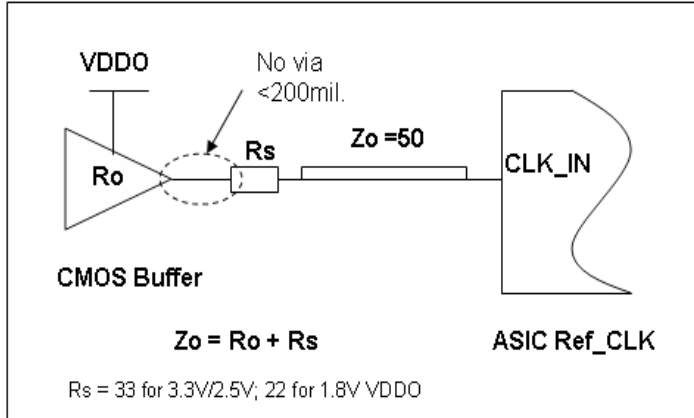 VDDO
No via
<200mil.
Ro
Rs
Zo =50
CLK_IN
CMOS Buffer
Zo = Ro + Rs
ASIC Ref_CLK
Rs = 33 for 3.3V/2.5V; 22 for 1.8V VDDO